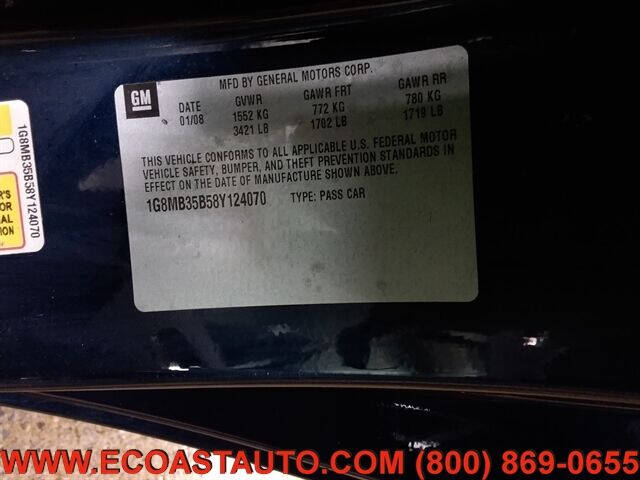 MFD BY GENERAL MOTORS CORP.
GM
DATE GVWR GAWR FRT GAWR RR
01/08 1552 KG 772 KG 780 KG
3421 LB 1702 LB 1719 LB
THIS VEHICLE CONFORMS TO ALL APPLICABLE U.S. FEDERAL MOTOR
VEHICLE SAFETY, BUMPER, AND THEFT PREVENTION STANDARDS IN
EFFECT ON THE DATE OF MANUFACTURE SHOWN ABOVE.
1G8MB35B58Y124070 TYPE: PASS CAR
1G8MB35B58Y124070
WWW.ECOASTAUTO.COM (800) 869-0655